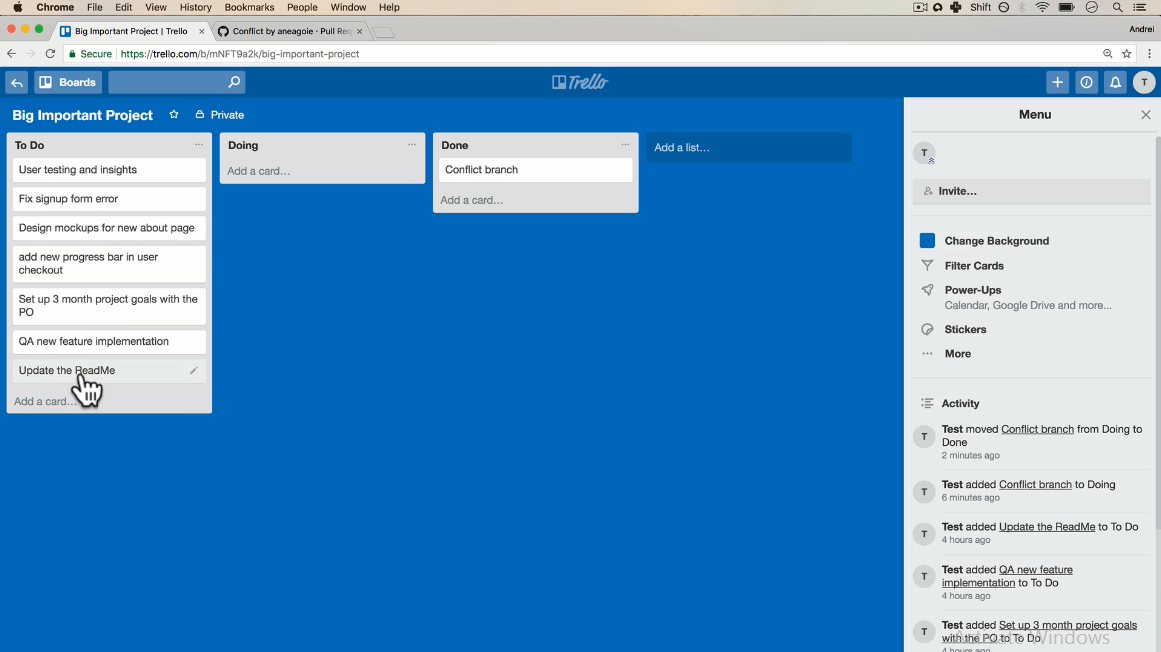 Chrome File Edit View History Bookmarks People Window Help Shift
Big Important Project | Trello Conflict by aneagoie · Pull Req Andrei
Secure https://trello.com/b/mNFT9a2k/big-important-project
Boards Trello T
Big Important Project Private
To Do
User testing and insights
Fix signup form error
Design mockups for new about page
add new progress bar in user
checkout
Set up 3 month project goals with the
PO
QA new feature implementation
Update the ReadMe
Add a card…
Doing
Add a card…
Done
Conflict branch
Add a card…
Add a list…
Menu
T
Invite…
Change Background
Filter Cards
Power-Ups
Calendar, Google Drive and more...
Stickers
More
Activity
T Test moved Conflict branch from Doing to
Done
2 minutes ago
T Test added Conflict branch to Doing
6 minutes ago
T Test added Update the ReadMe to To Do
4 hours ago
T Test added QA new feature
implementation to To Do
4 hours ago
T Test added Set up 3 month project goals
with the PO to To Do
4 hours ago
Activate Windows